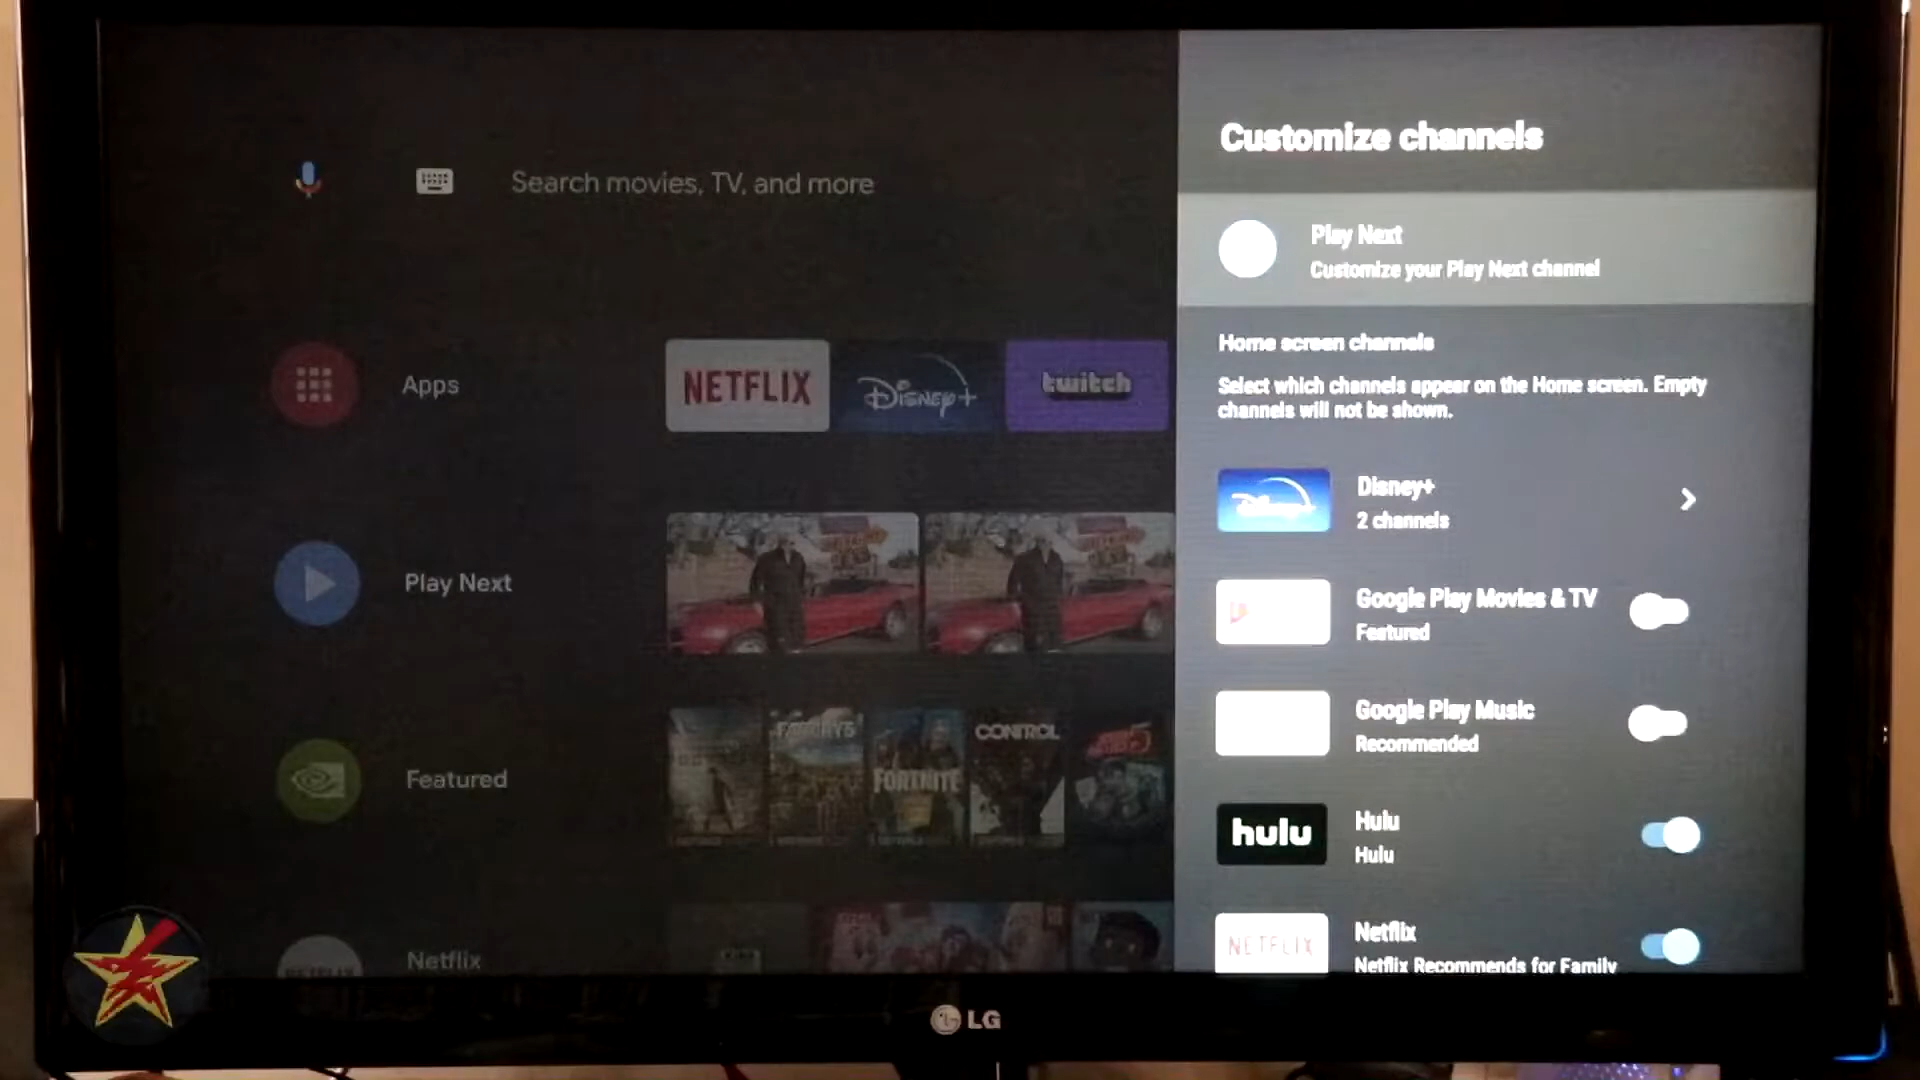 Search movies, TV, and more
Apps
NETFLIX
Disney+
twitch
Play Next
Featured
FARCRY5
FORTNITE
CONTROL
Netflix
Customize channels
Play Next
Customize your Play Next channel
Home screen channels
Select which channels appear on the Home screen. Empty
channels will not be shown.
Disney+
Disney+
2 channels
Google Play Movies & TV
Featured
Google Play Music
Recommended
hulu
Hulu
Hulu
NETFLIX
Netflix
Netflix Recommends for Family
LG